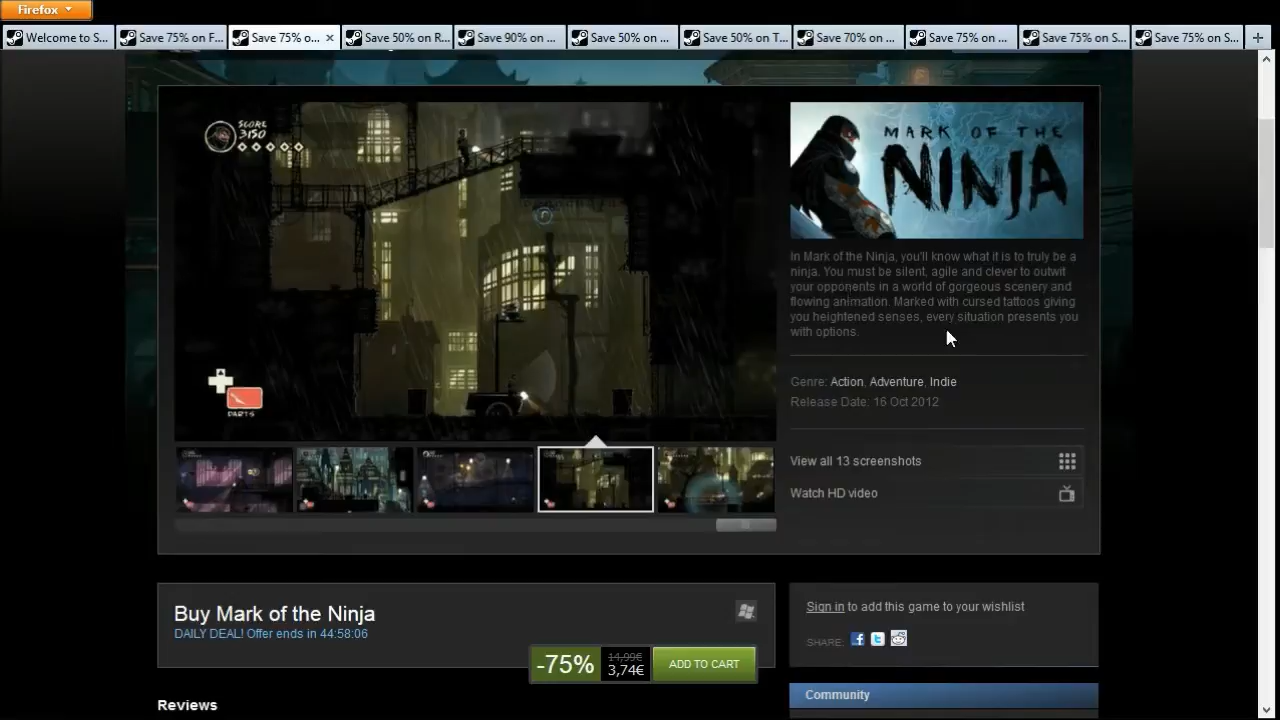 Firefox
Welcome to S...
Save 75% on F...
Save 75% o...
Save 50% on R...
Save 90% on ...
Save 50% on ...
Save 50% on T...
Save 70% on ...
Save 75% on ...
Save 75% on S...
Save 75% on S...
SCORE
3150
DARTS
MARK OF THE
NINJA
In Mark of the Ninja, you'll know what it is to truly be a
ninja. You must be silent, agile and clever to outwit
your opponents in a world of gorgeous scenery and
flowing animation. Marked with cursed tattoos giving
you heightened senses, every situation presents you
with options.
Genre: Action, Adventure, Indie
Release Date: 16 Oct 2012
View all 13 screenshots
Watch HD video
Buy Mark of the Ninja
DAILY DEAL! Offer ends in 44:58:06
-75%
14,99€
3,74€
ADD TO CART
Sign in to add this game to your wishlist
SHARE:
Reviews
Community